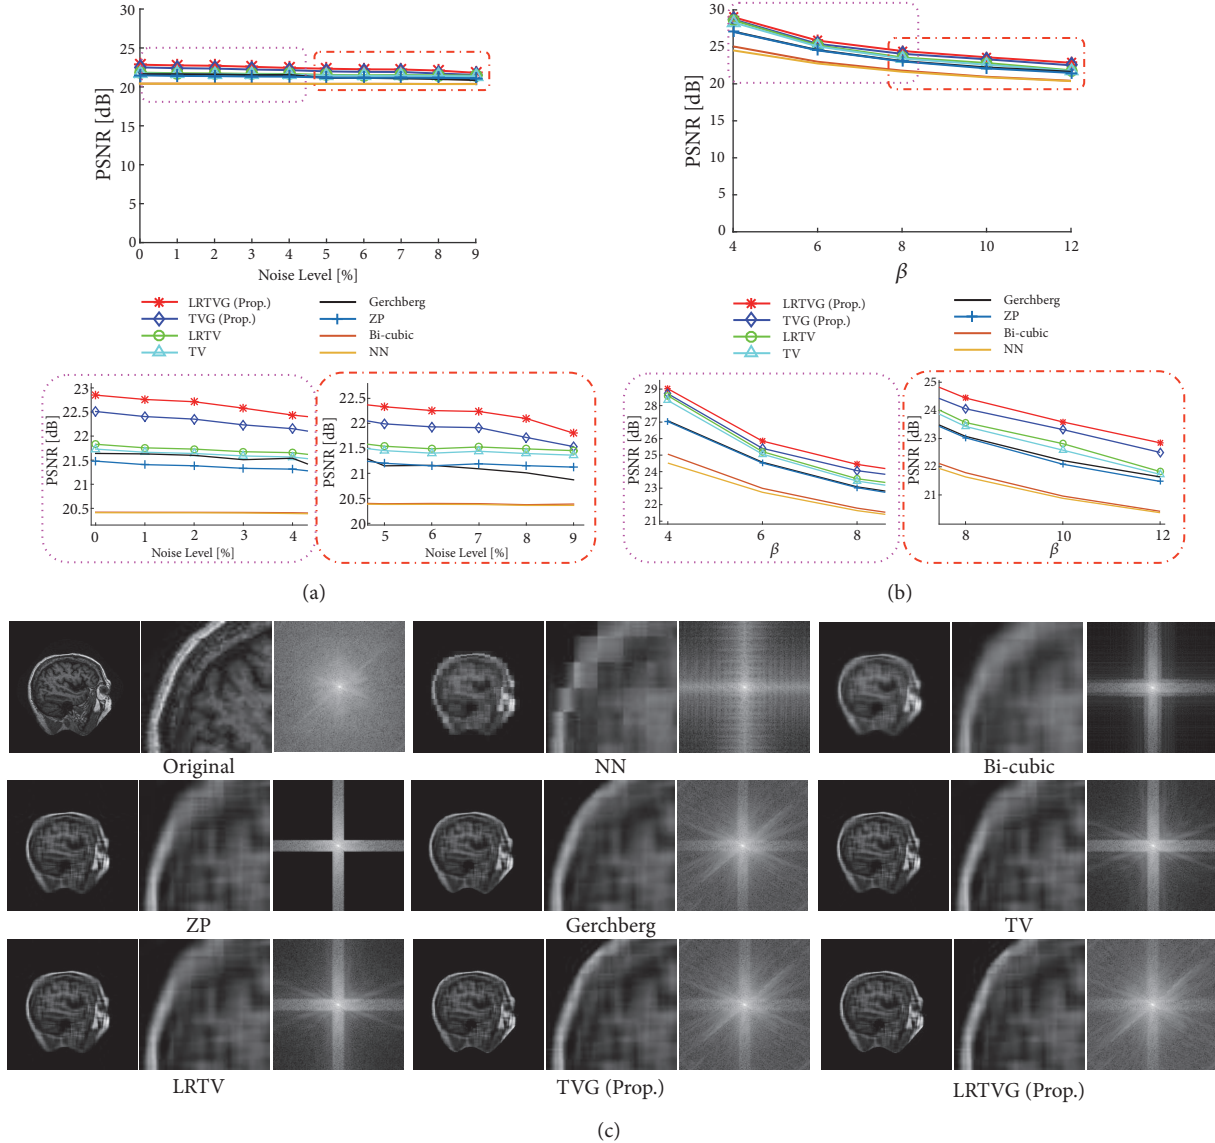 30
25
20
15
10
5
0
PSNR [dB]
0 1 2 3 4 5 6 7 8 9
Noise Level [%]
30
25
20
15
10
5
0
PSNR [dB]
4 6 8 10 12
β
LRTVG (Prop.)
TVG (Prop.)
LRTV
TV
Gerchberg
ZP
Bi-cubic
NN
LRTVG (Prop.)
TVG (Prop.)
LRTV
TV
Gerchberg
ZP
Bi-cubic
NN
23
22.5
22
21.5
21
20.5
PSNR [dB]
0 1 2 3 4
Noise Level [%]
22.5
22
21.5
21
20.5
20
PSNR [dB]
5 6 7 8 9
Noise Level [%]
29
28
27
26
25
24
23
22
21
PSNR [dB]
4 6 8
β
25
24
23
22
21
PSNR [dB]
8 10 12
β
(a)
(b)
Original
NN
Bi-cubic
ZP
Gerchberg
TV
LRTV
TVG (Prop.)
LRTVG (Prop.)
(c)